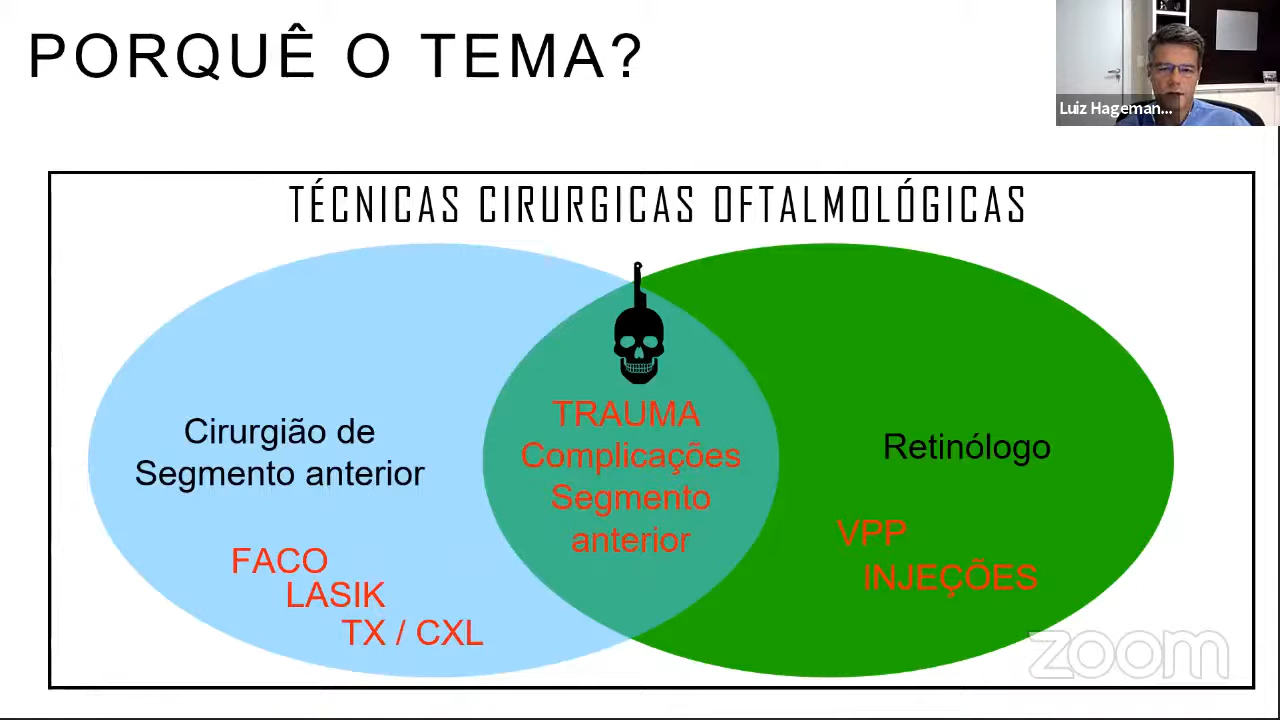 PORQUÊ O TEMA?
Luiz Hageman...
TÉCNICAS CIRURGICAS OFTALMOLÓGICAS
Cirurgião de
Segmento anterior
FACO
LASIK
TX / CXL
TRAUMA
Complicações
Segmento
anterior
Retinólogo
VPP
INJEÇÕES
zoom